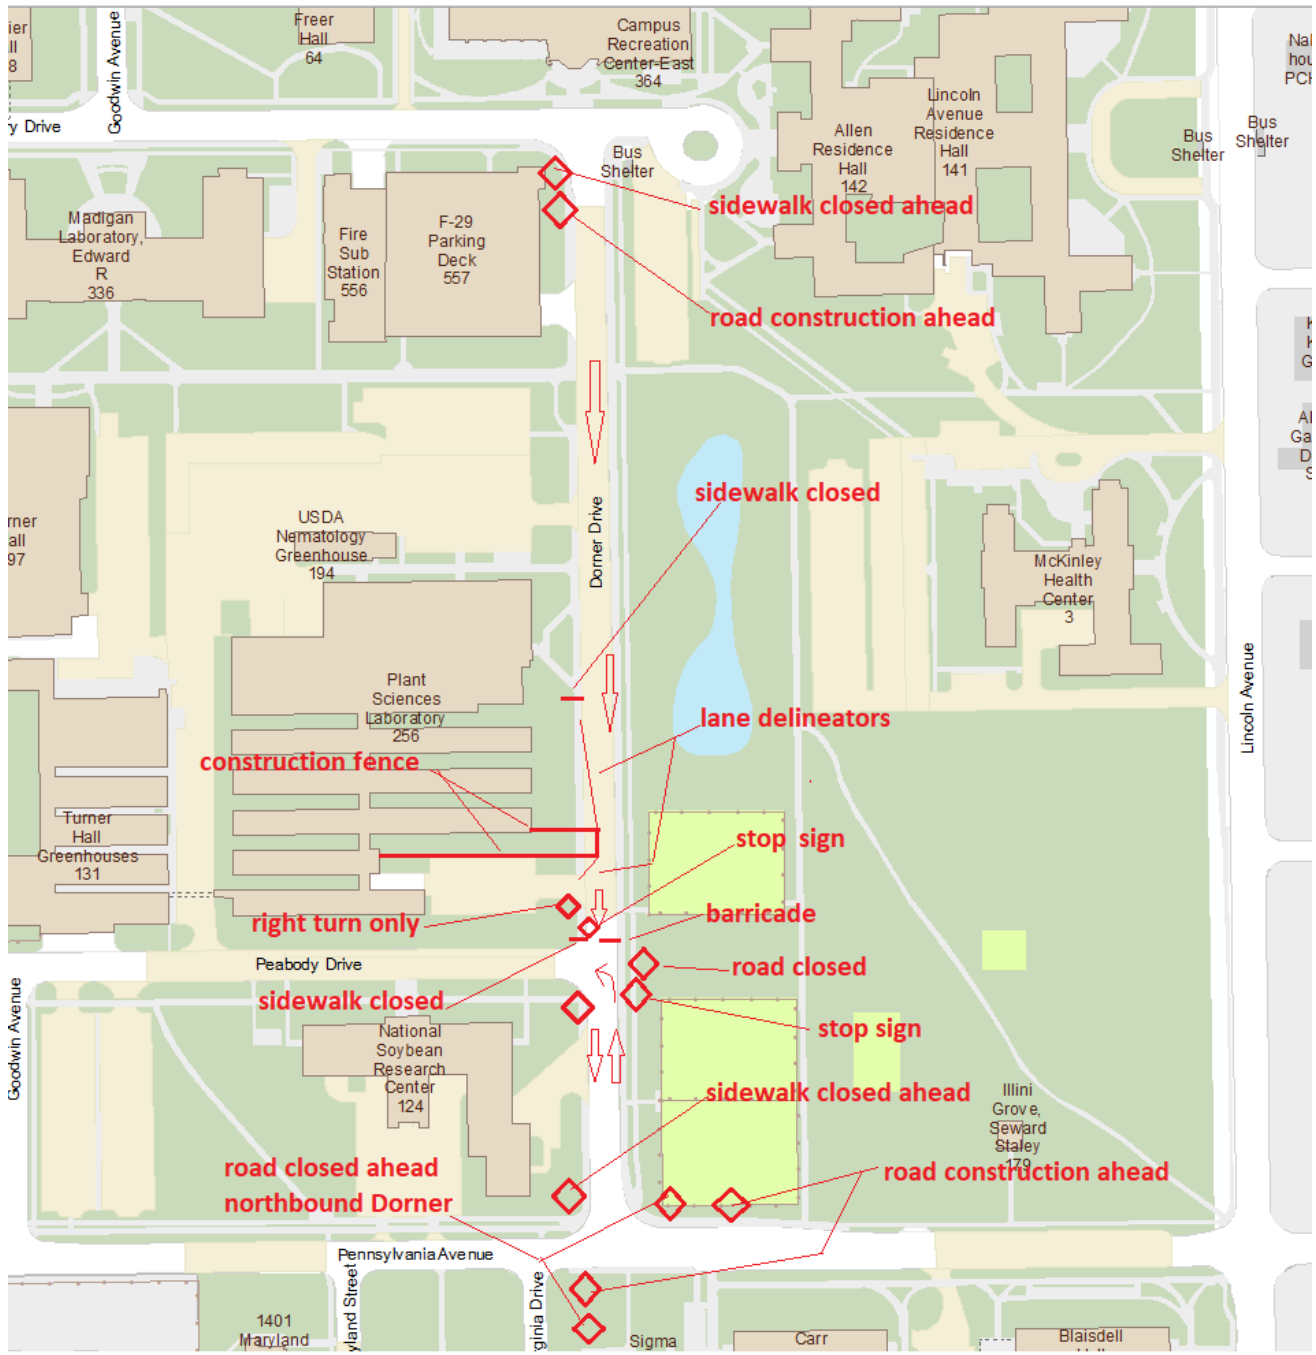 Freer
Hall
64
Goodwin Avenue
Campus
Recreation
Center-East
364
Lincoln
Avenue
Residence
Hall
141
Allen
Residence
Hall
142
Bus
Shelter
Bus
Shelter
Bus
Shelter
Drive
Madigan
Laboratory,
Edward
R
336
Fire
Sub
Station
556
F-29
Parking
Deck
557
sidewalk closed ahead
road construction ahead
sidewalk closed
USDA
Nematology
Greenhouse
194
Dorner Drive
McKinley
Health
Center
3
Plant
Sciences
Laboratory
256
lane delineators
construction fence
Lincoln Avenue
Turner
Hall
Greenhouses
131
stop sign
right turn only
barricade
Peabody Drive
road closed
sidewalk closed
stop sign
Goodwin Avenue
National
Soybean
Research
Center
124
sidewalk closed ahead
Illini
Grove,
Seward
Staley
179
road closed ahead
northbound Dorner
road construction ahead
Pennsylvania Avenue
1401
Maryland
Sigma
Carr
Blaisdell